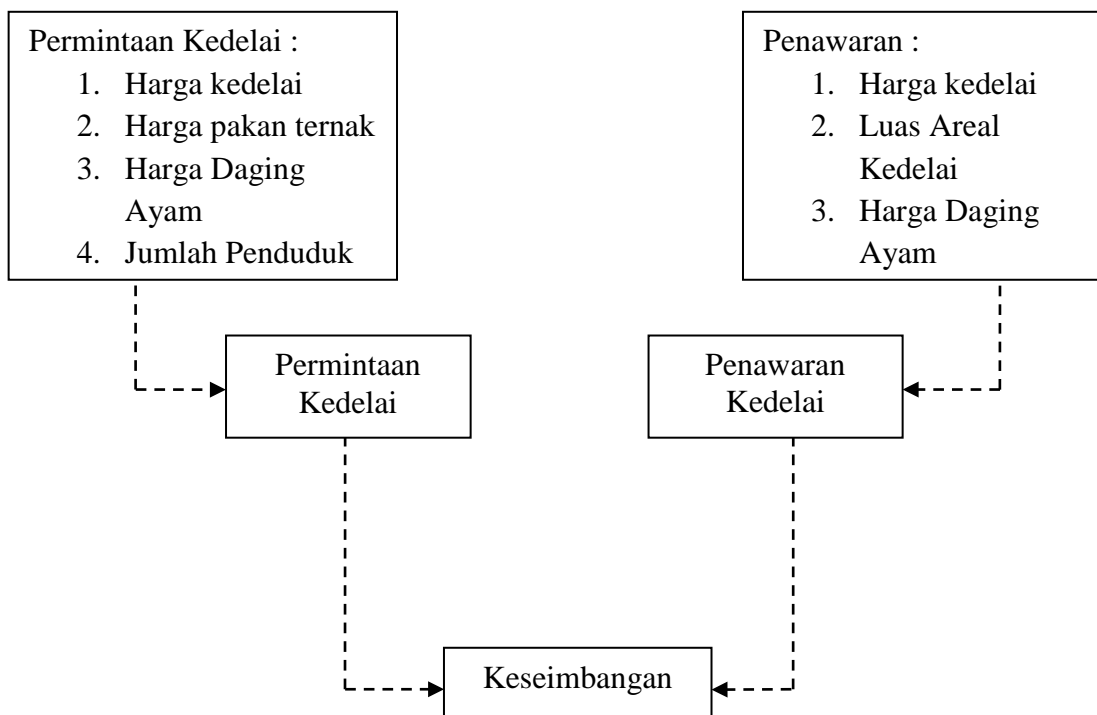 Permintaan Kedelai :
1. Harga kedelai
2. Harga pakan ternak
3. Harga Daging
Ayam
4. Jumlah Penduduk
Penawaran :
1. Harga kedelai
2. Luas Areal
Kedelai
3. Harga Daging
Ayam
Permintaan
Kedelai
Penawaran
Kedelai
Keseimbangan